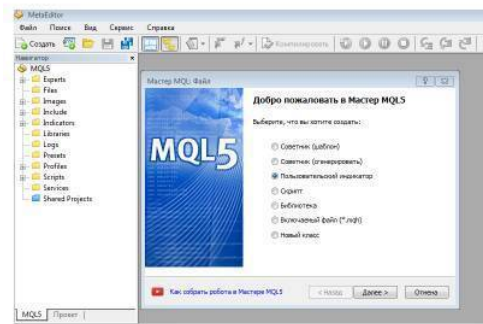 MetaEditor
Файл Поиск Вид Сервис Справка
Создать Компилировать
Навигатор
MQL5
Experts
Files
Images
Include
Indicators
Libraries
Logs
Presets
Profiles
Scripts
Services
Shared Projects
MQL5 Проект
Мастер MQL: Файл
MQL5
Добро пожаловать в Мастер MQL5
Выберите, что вы хотите создать:
Советник (шаблон)
Советник (сгенерировать)
Пользовательский индикатор
Скрипт
Библиотека
Включаемый файл (*.mqh)
Новый класс
Как собрать робота в Мастере MQL5
< Назад Далее > Отмена